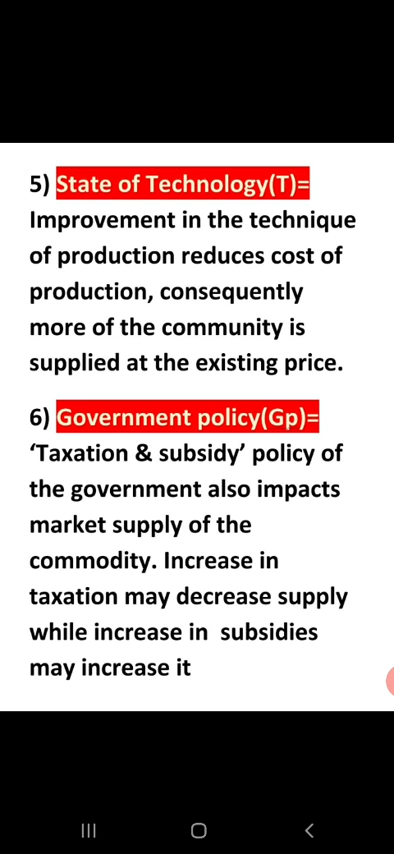 5) State of Technology(T)=
Improvement in the technique
of production reduces cost of
production, consequently
more of the community is
supplied at the existing price.
6) Government policy(Gp)=
‘Taxation & subsidy’ policy of
the government also impacts
market supply of the
commodity. Increase in
taxation may decrease supply
while increase in subsidies
may increase it